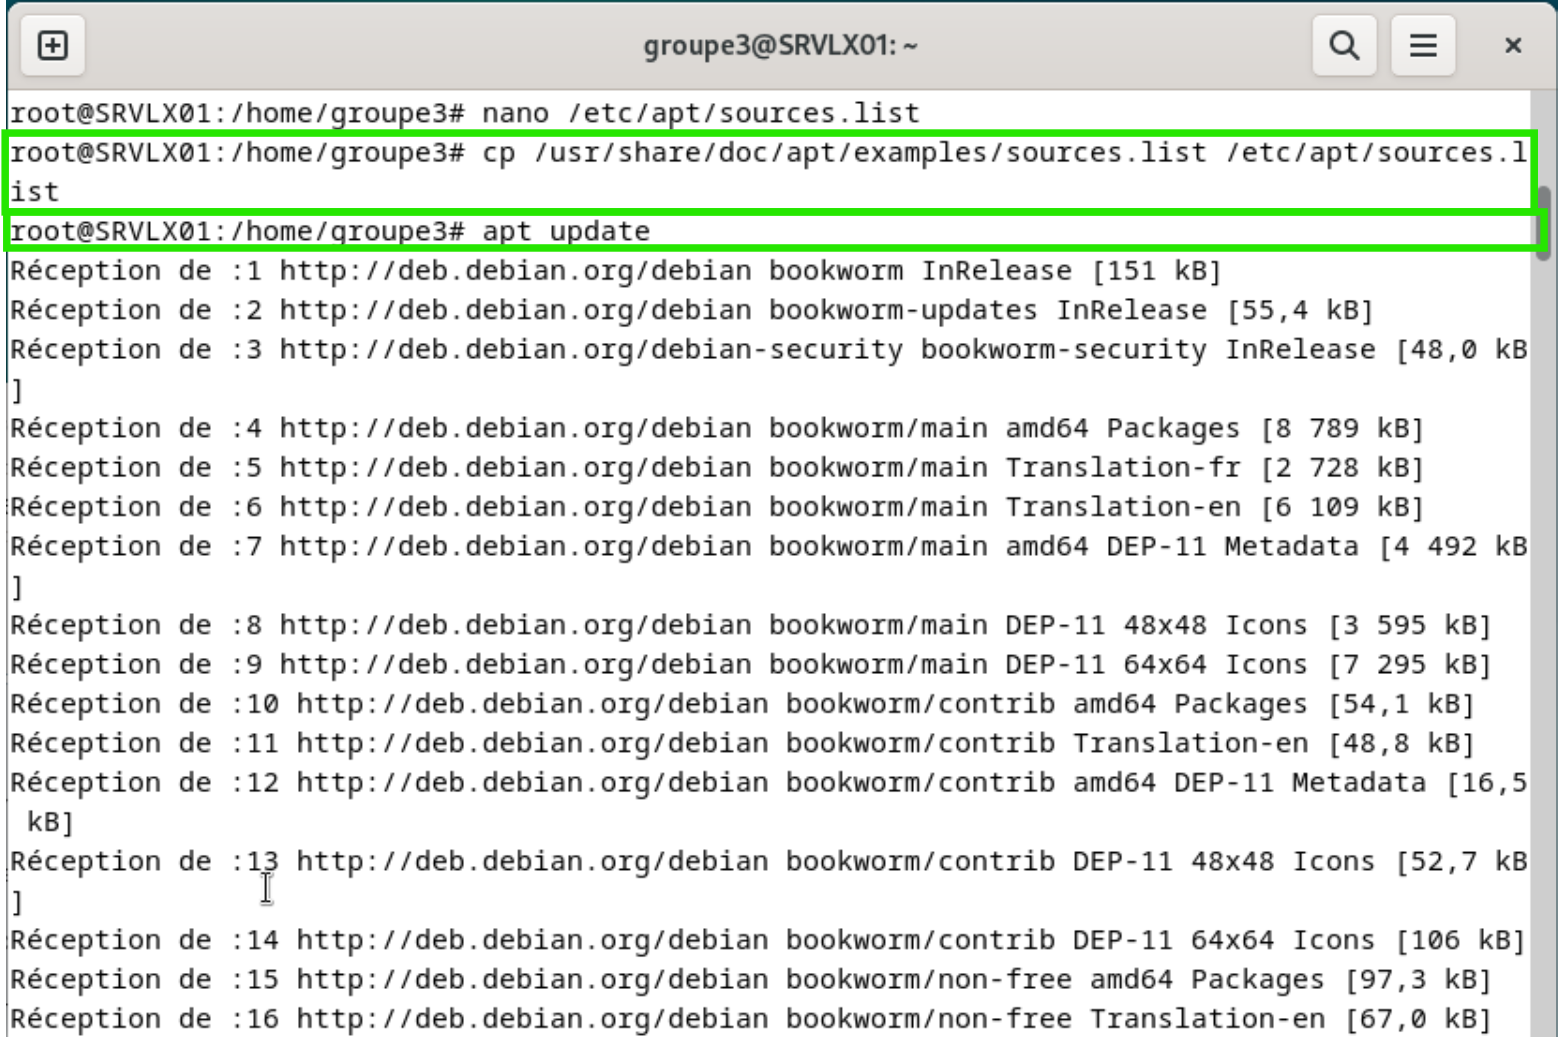 groupe3@SRVLX01: ~
root@SRVLX01:/home/groupe3# nano /etc/apt/sources.list
root@SRVLX01:/home/groupe3# cp /usr/share/doc/apt/examples/sources.list /etc/apt/sources.l
ist
root@SRVLX01:/home/groupe3# apt update
Réception de :1 http://deb.debian.org/debian bookworm InRelease [151 kB]
Réception de :2 http://deb.debian.org/debian bookworm-updates InRelease [55,4 kB]
Réception de :3 http://deb.debian.org/debian-security bookworm-security InRelease [48,0 kB
]
Réception de :4 http://deb.debian.org/debian bookworm/main amd64 Packages [8 789 kB]
Réception de :5 http://deb.debian.org/debian bookworm/main Translation-fr [2 728 kB]
Réception de :6 http://deb.debian.org/debian bookworm/main Translation-en [6 109 kB]
Réception de :7 http://deb.debian.org/debian bookworm/main amd64 DEP-11 Metadata [4 492 kB
]
Réception de :8 http://deb.debian.org/debian bookworm/main DEP-11 48x48 Icons [3 595 kB]
Réception de :9 http://deb.debian.org/debian bookworm/main DEP-11 64x64 Icons [7 295 kB]
Réception de :10 http://deb.debian.org/debian bookworm/contrib amd64 Packages [54,1 kB]
Réception de :11 http://deb.debian.org/debian bookworm/contrib Translation-en [48,8 kB]
Réception de :12 http://deb.debian.org/debian bookworm/contrib amd64 DEP-11 Metadata [16,5
 kB]
Réception de :13 http://deb.debian.org/debian bookworm/contrib DEP-11 48x48 Icons [52,7 kB
]
Réception de :14 http://deb.debian.org/debian bookworm/contrib DEP-11 64x64 Icons [106 kB]
Réception de :15 http://deb.debian.org/debian bookworm/non-free amd64 Packages [97,3 kB]
Réception de :16 http://deb.debian.org/debian bookworm/non-free Translation-en [67,0 kB]